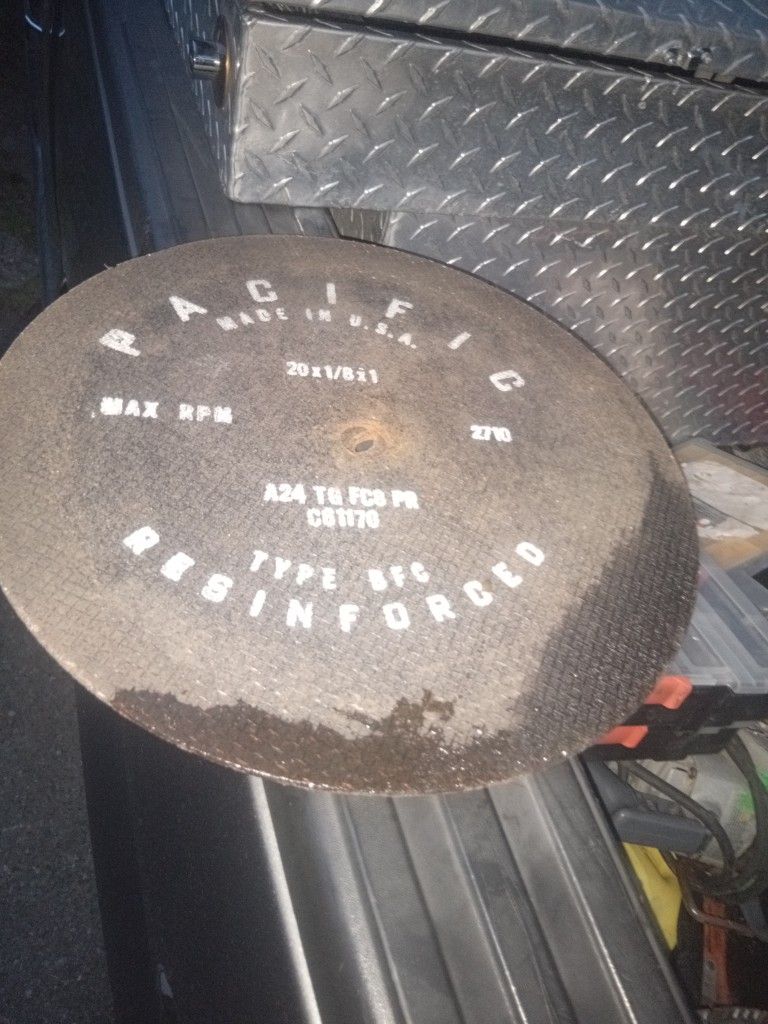 PACIFIC
MADE IN U.S.A.
20x1/8x1
MAX RPM 2710
A24 TG FC8 PR
C61170
TYPE BFC
RESINFORCED